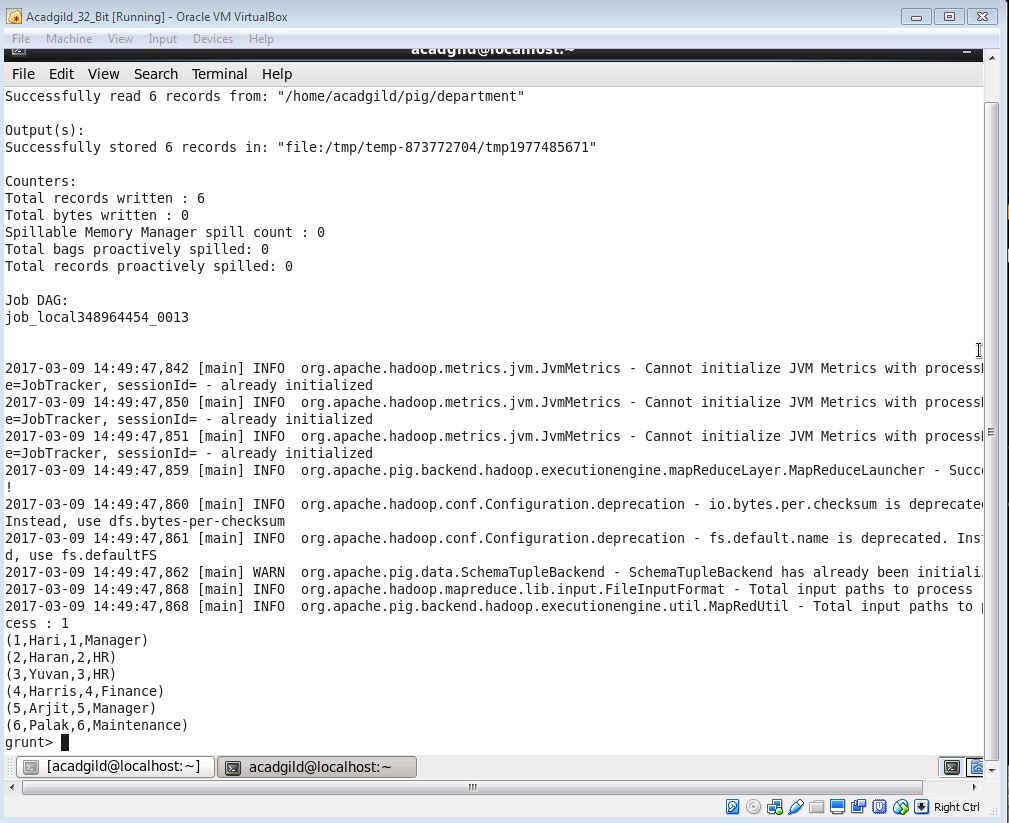 Acadgild_32_Bit [Running] - Oracle VM VirtualBox
File Machine View Input Devices Help
acadgild@localhost:~
File Edit View Search Terminal Help
Successfully read 6 records from: "/home/acadgild/pig/department"
Output(s):
Successfully stored 6 records in: "file:/tmp/temp-873772704/tmp1977485671"
Counters:
Total records written : 6
Total bytes written : 0
Spillable Memory Manager spill count : 0
Total bags proactively spilled: 0
Total records proactively spilled: 0
Job DAG:
job_local348964454_0013
2017-03-09 14:49:47,842 [main] INFO  org.apache.hadoop.metrics.jvm.JvmMetrics - Cannot initialize JVM Metrics with process
e=JobTracker, sessionId= - already initialized
2017-03-09 14:49:47,850 [main] INFO  org.apache.hadoop.metrics.jvm.JvmMetrics - Cannot initialize JVM Metrics with process
e=JobTracker, sessionId= - already initialized
2017-03-09 14:49:47,851 [main] INFO  org.apache.hadoop.metrics.jvm.JvmMetrics - Cannot initialize JVM Metrics with process
e=JobTracker, sessionId= - already initialized
2017-03-09 14:49:47,859 [main] INFO  org.apache.pig.backend.hadoop.executionengine.mapReduceLayer.MapReduceLauncher - Succ
!
2017-03-09 14:49:47,860 [main] INFO  org.apache.hadoop.conf.Configuration.deprecation - io.bytes.per.checksum is deprecated
Instead, use dfs.bytes-per-checksum
2017-03-09 14:49:47,861 [main] INFO  org.apache.hadoop.conf.Configuration.deprecation - fs.default.name is deprecated. Inst
d, use fs.defaultFS
2017-03-09 14:49:47,862 [main] WARN  org.apache.pig.data.SchemaTupleBackend - SchemaTupleBackend has already been initiali
2017-03-09 14:49:47,868 [main] INFO  org.apache.hadoop.mapreduce.lib.input.FileInputFormat - Total input paths to process
2017-03-09 14:49:47,868 [main] INFO  org.apache.pig.backend.hadoop.executionengine.util.MapRedUtil - Total input paths to p
cess : 1
(1,Hari,1,Manager)
(2,Haran,2,HR)
(3,Yuvan,3,HR)
(4,Harris,4,Finance)
(5,Arjit,5,Manager)
(6,Palak,6,Maintenance)
grunt>
[acadgild@localhost:~] acadgild@localhost:~
Right Ctrl